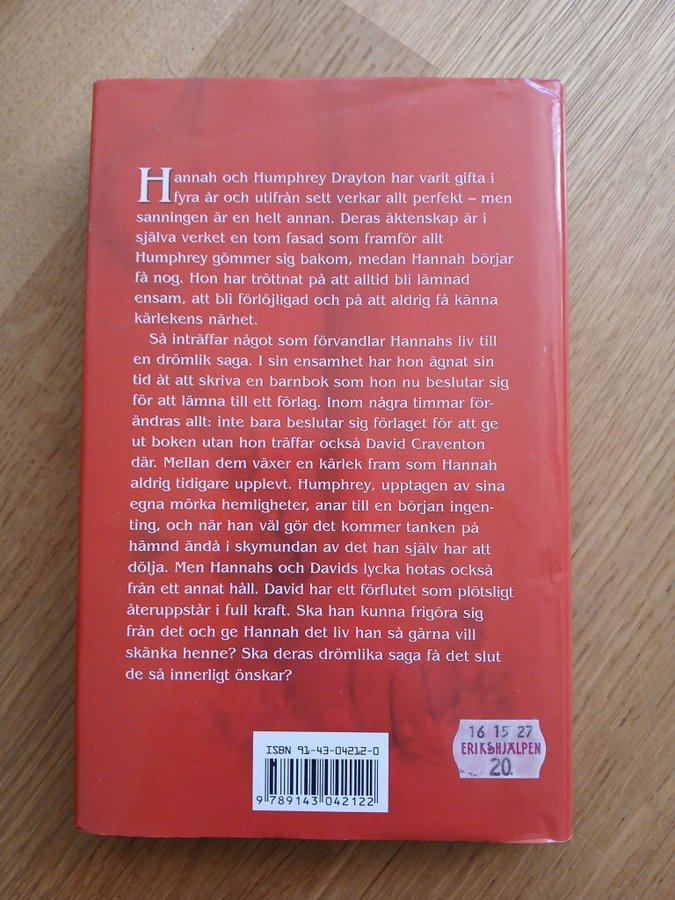 Hannah och Humphrey Drayton har varit gifta i
fyra år och utifrån sett verkar allt perfekt – men
sanningen är en helt annan. Deras äktenskap är i
själva verket en tom fasad som framför allt
Humphrey gömmer sig bakom, medan Hannah börjar
få nog. Hon har tröttnat på att alltid bli lämnad
ensam, att bli förlöjligad och på att aldrig få känna
kärlekens närhet.
Så inträffar något som förvandlar Hannahs liv till
en drömlik saga. I sin ensamhet har hon ägnat sin
tid åt att skriva en barnbok som hon nu beslutar sig
för att lämna till ett förlag. Inom några timmar för-
ändras allt: inte bara beslutar sig förlaget för att ge
ut boken utan hon träffar också David Craventon
där. Mellan dem växer en kärlek fram som Hannah
aldrig tidigare upplevt. Humphrey, upptagen av sina
egna mörka hemligheter, anar till en början ingen-
ting, och när han väl gör det kommer tanken på
hämnd ändå i skymundan av det han själv har att
dölja. Men Hannahs och Davids lycka hotas också
från ett annat håll. David har ett förflutet som plötsligt
återuppstår i full kraft. Ska han kunna frigöra sig
från det och ge Hannah det liv han så gärna vill
skänka henne? Ska deras drömlika saga få det slut
de så innerligt önskar?
ISBN 91-43-04212-0
9 789143 042122
16 15 27
ERIKSHJÄLPEN
20.